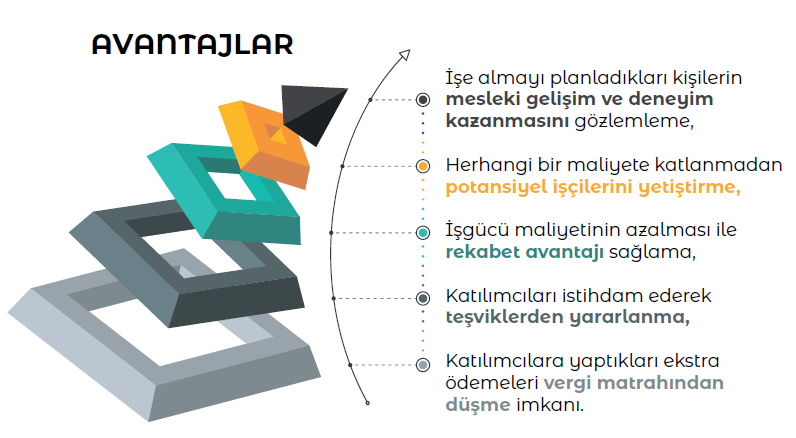 AVANTAJLAR
İşe almayı planladıkları kişilerin
mesleki gelişim ve deneyim
kazanmasını gözlemleme,
Herhangi bir maliyete katlanmadan
potansiyel işçilerini yetiştirme,
İşgücü maliyetinin azalması ile
rekabet avantajı sağlama,
Katılımcıları istihdam ederek
teşviklerden yararlanma,
Katılımcılara yaptıkları ekstra
ödemeleri vergi matrahından
düşme imkanı.